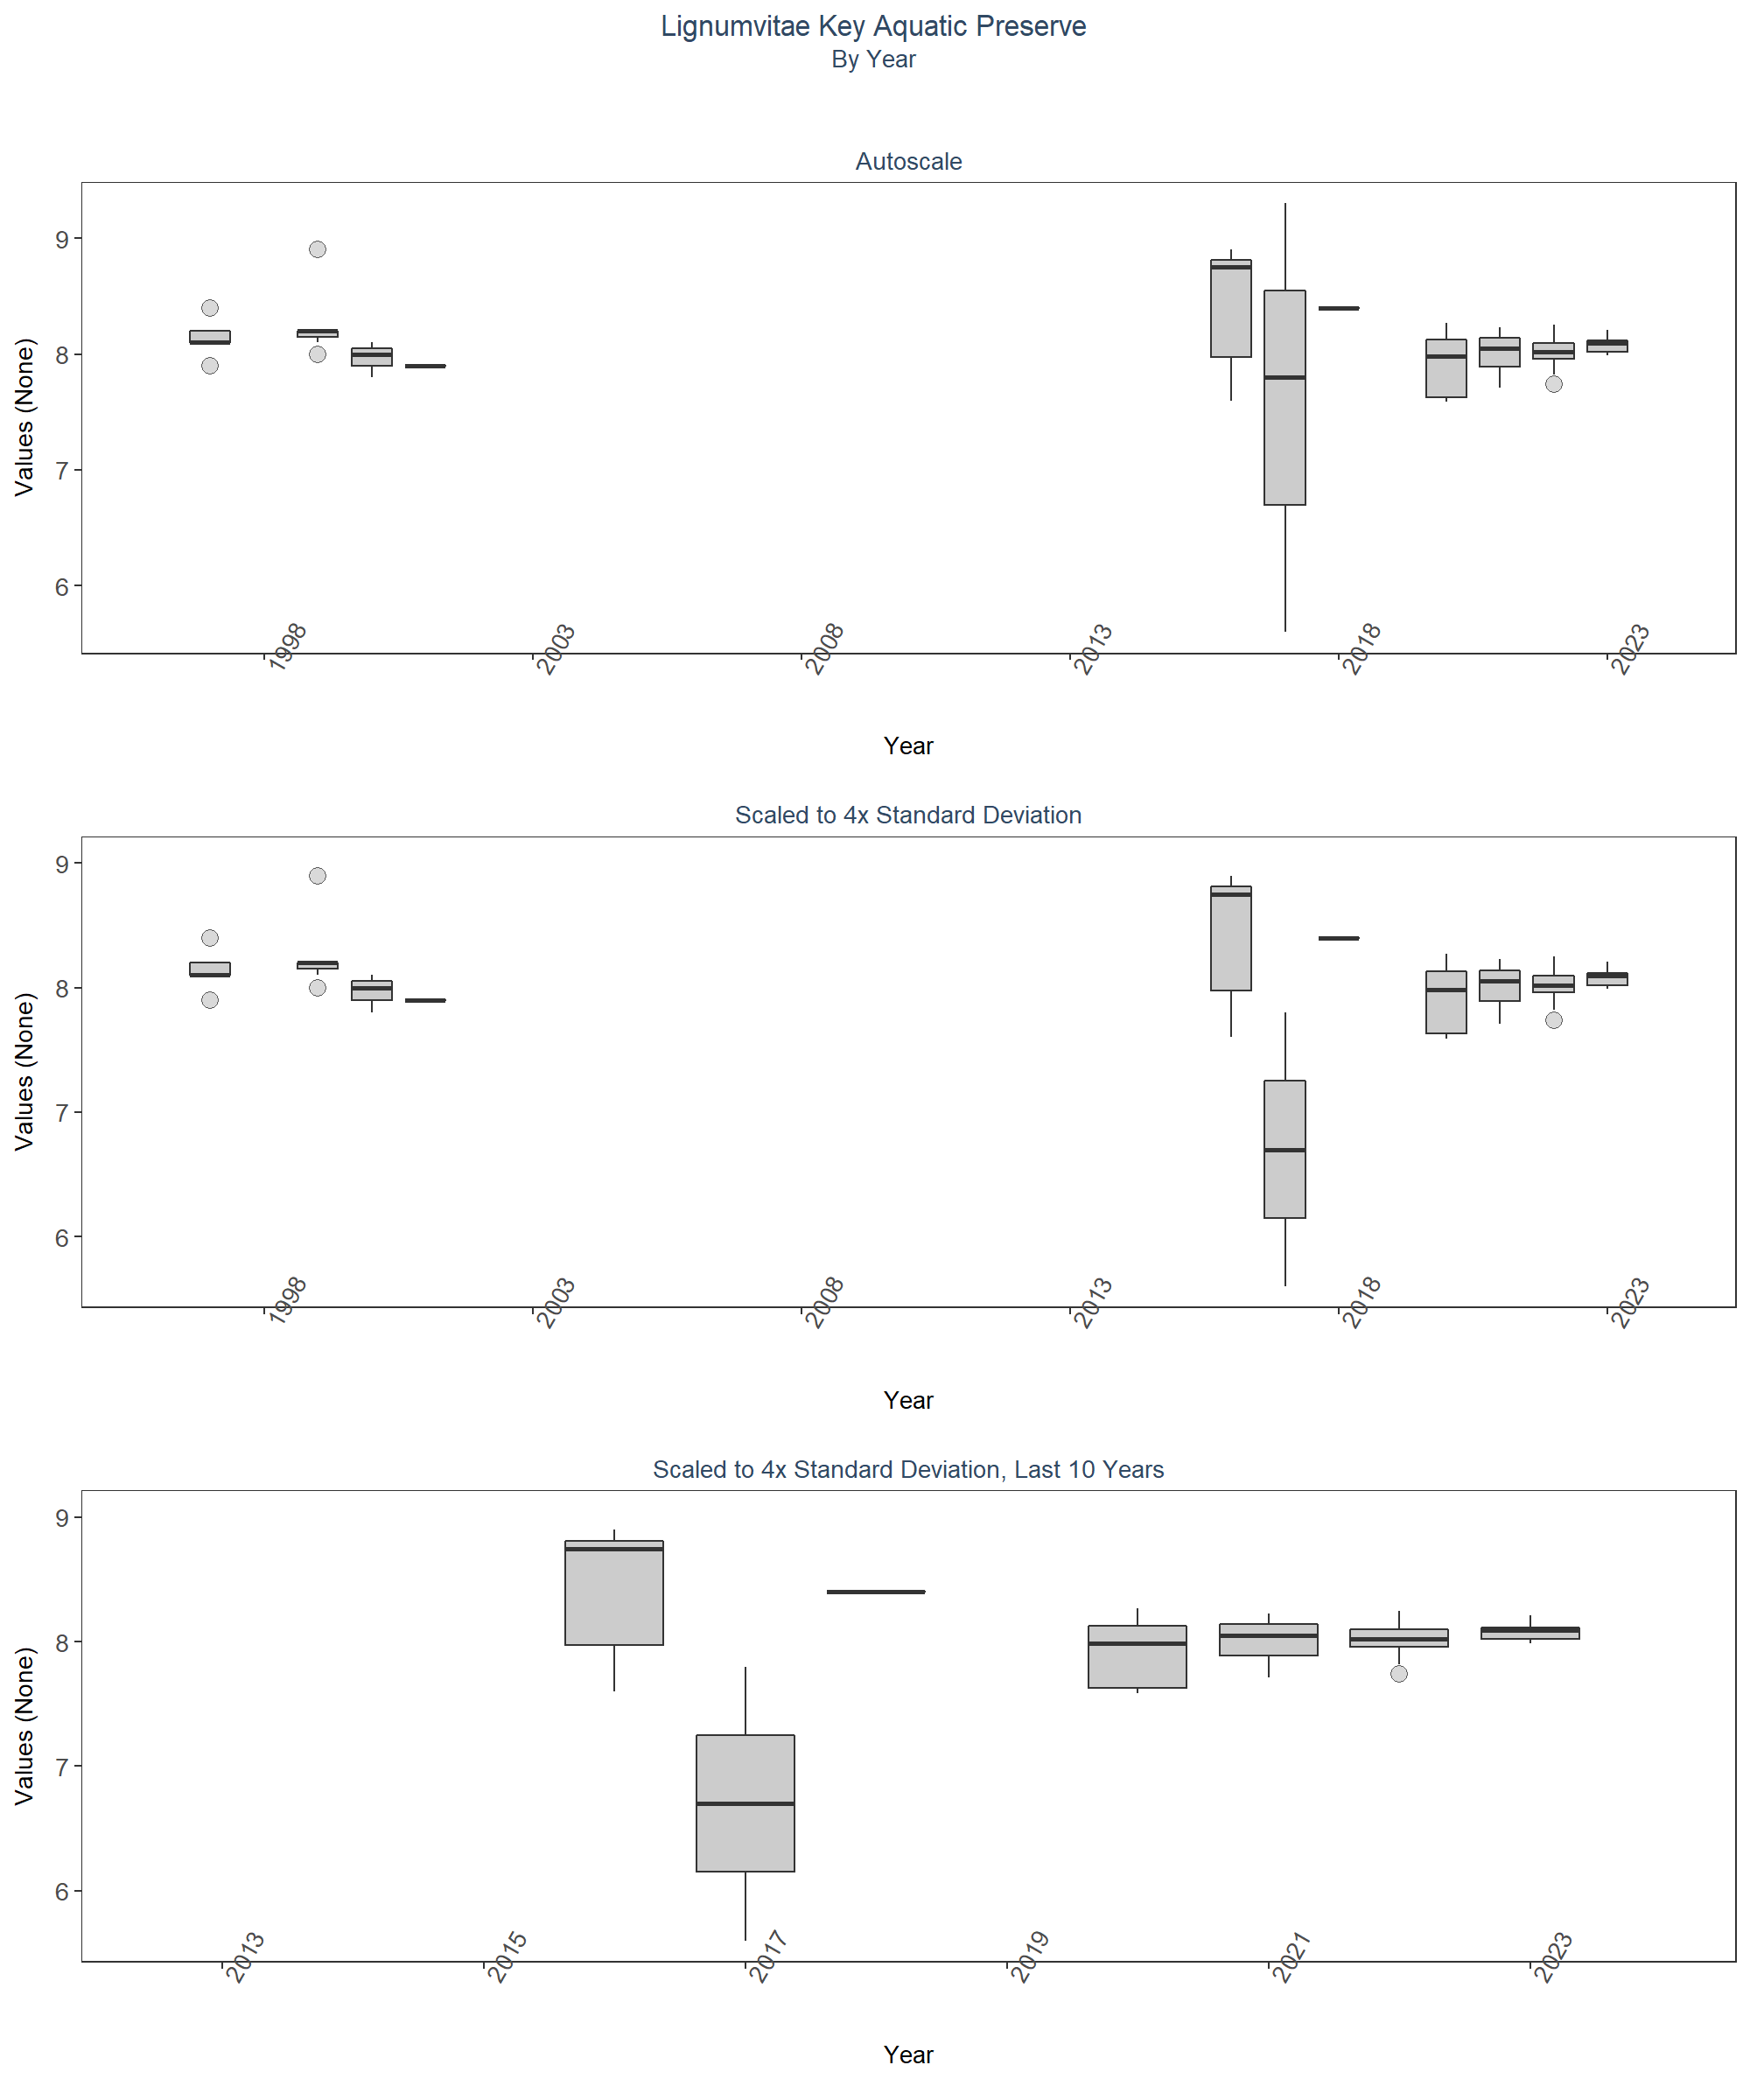 Lignumvitae Key Aquatic Preserve
By Year
Autoscale
Values (None)
9
8
7
6
1998 2003 2008 2013 2018 2023
Year
Scaled to 4x Standard Deviation
Values (None)
9
8
7
6
1998 2003 2008 2013 2018 2023
Year
Scaled to 4x Standard Deviation, Last 10 Years
Values (None)
9
8
7
6
2013 2015 2017 2019 2021 2023
Year